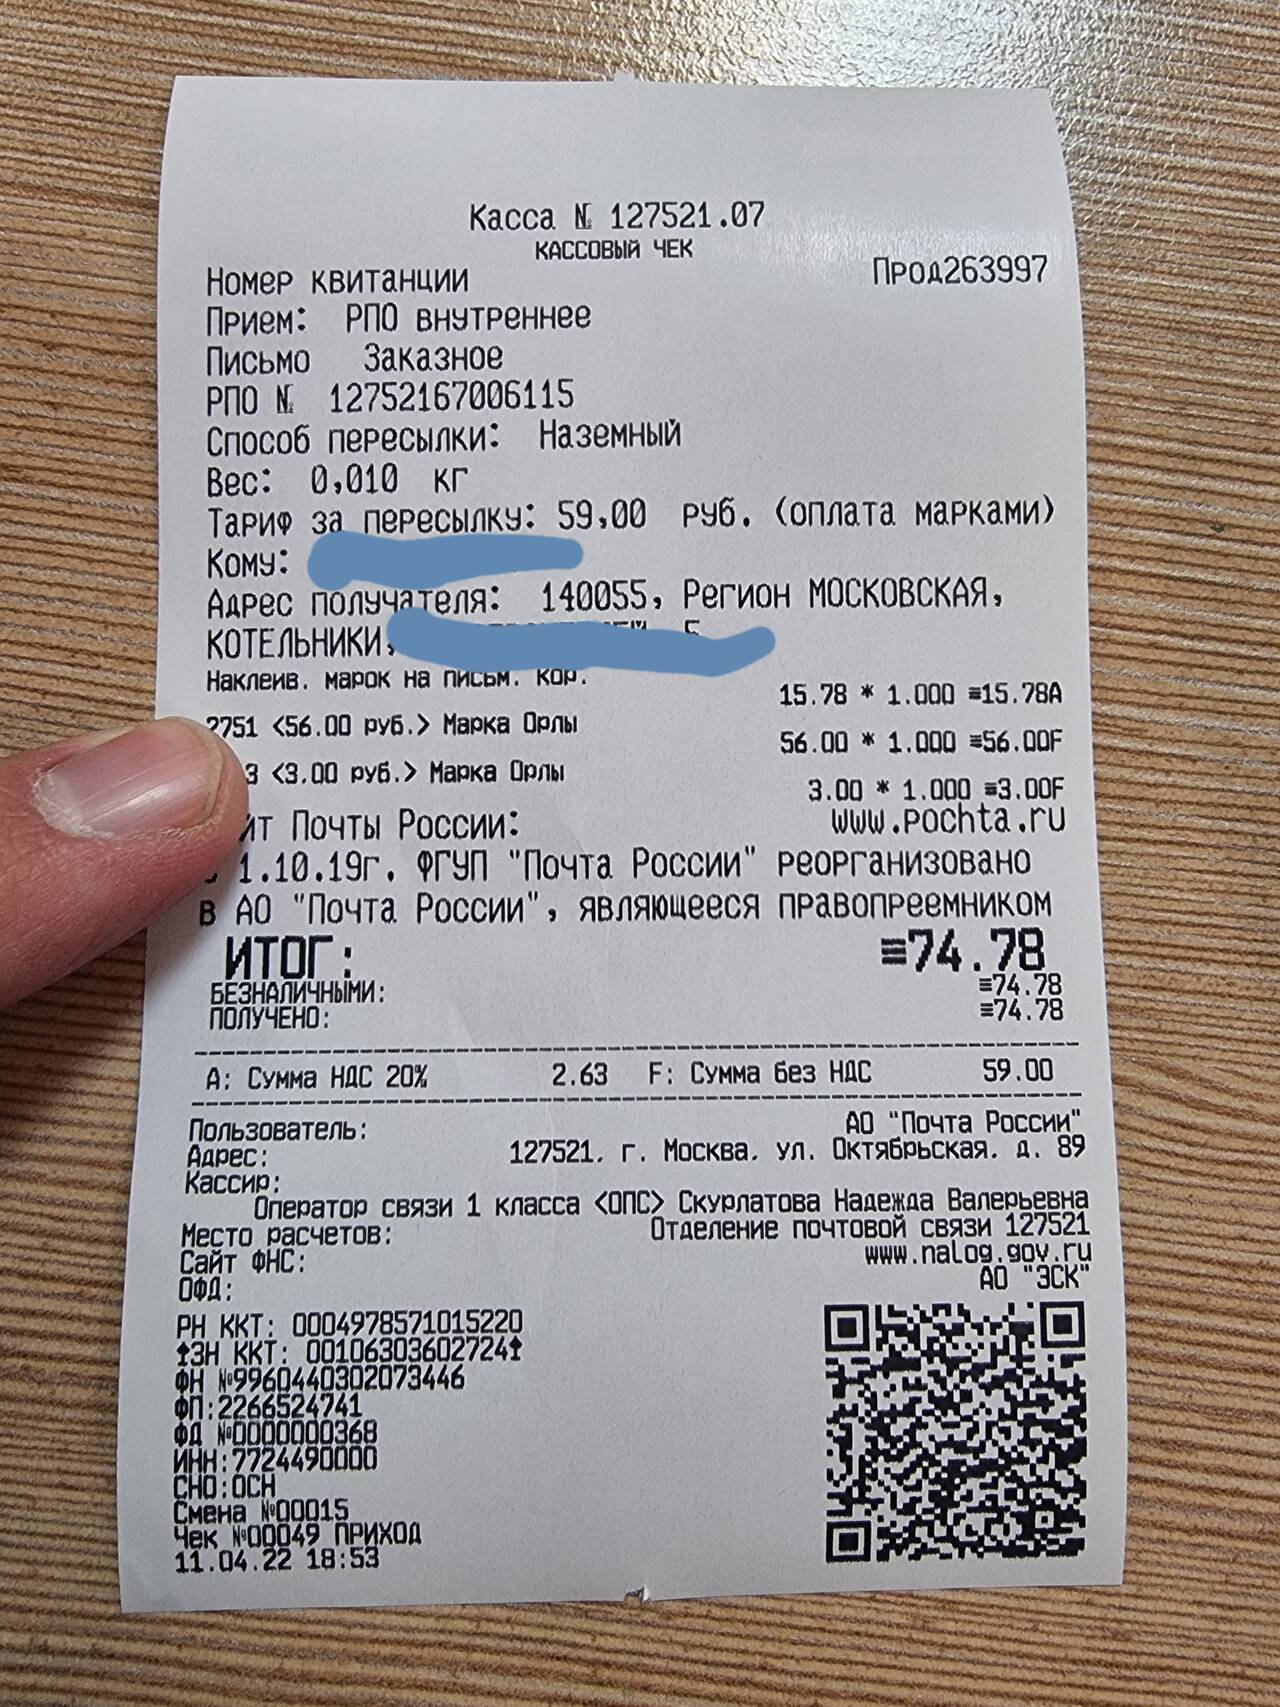 Касса № 127521.07
КАССОВЫЙ ЧЕК
Номер квитанции Прод263997
Прием: РПО внутреннее
Письмо Заказное
РПО № 12752167006115
Способ пересылки: Наземный
Вес: 0,010 кг
Тариф за пересылку: 59,00 руб. (оплата марками)
Кому:
Адрес получателя: 140055, Регион МОСКОВСКАЯ,
КОТЕЛЬНИКИ,
Наклеив. марок на письм. кор.
15.78 * 1.000 ≡15.78А
2751 <56.00 руб.> Марка Орлы
56.00 * 1.000 ≡56.00F
3 <3.00 руб.> Марка Орлы
3.00 * 1.000 ≡3.00F
Почты России: www.pochta.ru
1.10.19г. ФГУП "Почта России" реорганизовано
в АО "Почта России", являющееся правопреемником
ИТОГ: ≡74.78
БЕЗНАЛИЧНЫМИ: ≡74.78
ПОЛУЧЕНО: ≡74.78
А: Сумма НДС 20% 2.63 F: Сумма без НДС 59.00
Пользователь: АО "Почта России"
Адрес: 127521. г. Москва. ул. Октябрьская. д. 89
Кассир:
Оператор связи 1 класса <ОПС> Скурлатова Надежда Валерьевна
Место расчетов: Отделение почтовой связи 127521
Сайт ФНС: www.nalog.gov.ru
ОФД: АО "ЭСК"
РН ККТ: 0004978571015220
ЗН ККТ: 00106303602724
ФН №9960440302073446
ФП:2266524741
ФД №0000000368
ИНН:7724490000
СНО:ОСН
Смена №00015
Чек №00049 ПРИХОД
11.04.22 18:53